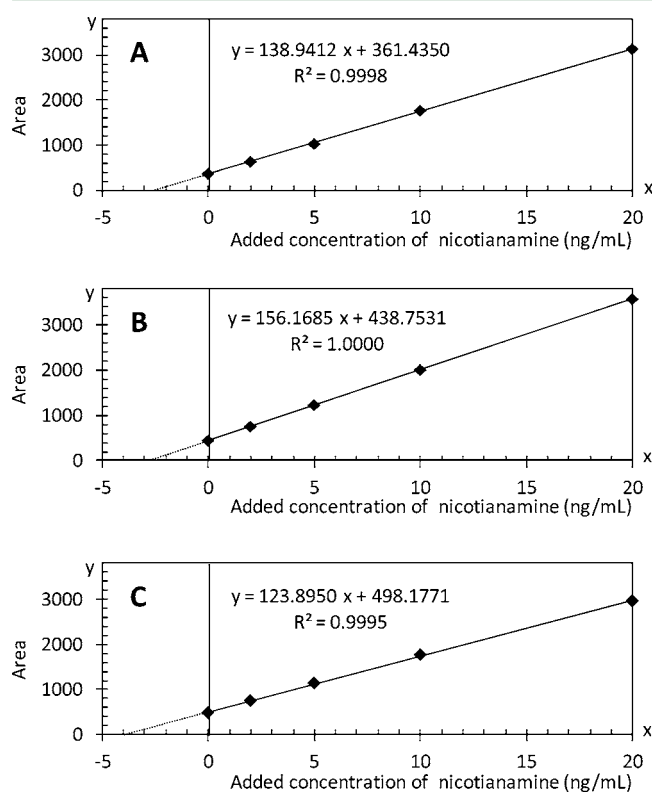 y
A
y = 138.9412 x + 361.4350
R² = 0.9998
3000
2000
1000
0
Area
-5 0 5 10 15 20
x
Added concentration of nicotianamine (ng/mL)
y
B
y = 156.1685 x + 438.7531
R² = 1.0000
3000
2000
1000
0
Area
-5 0 5 10 15 20
x
Added concentration of nicotianamine (ng/mL)
y
C
y = 123.8950 x + 498.1771
R² = 0.9995
3000
2000
1000
0
Area
-5 0 5 10 15 20
x
Added concentration of nicotianamine (ng/mL)